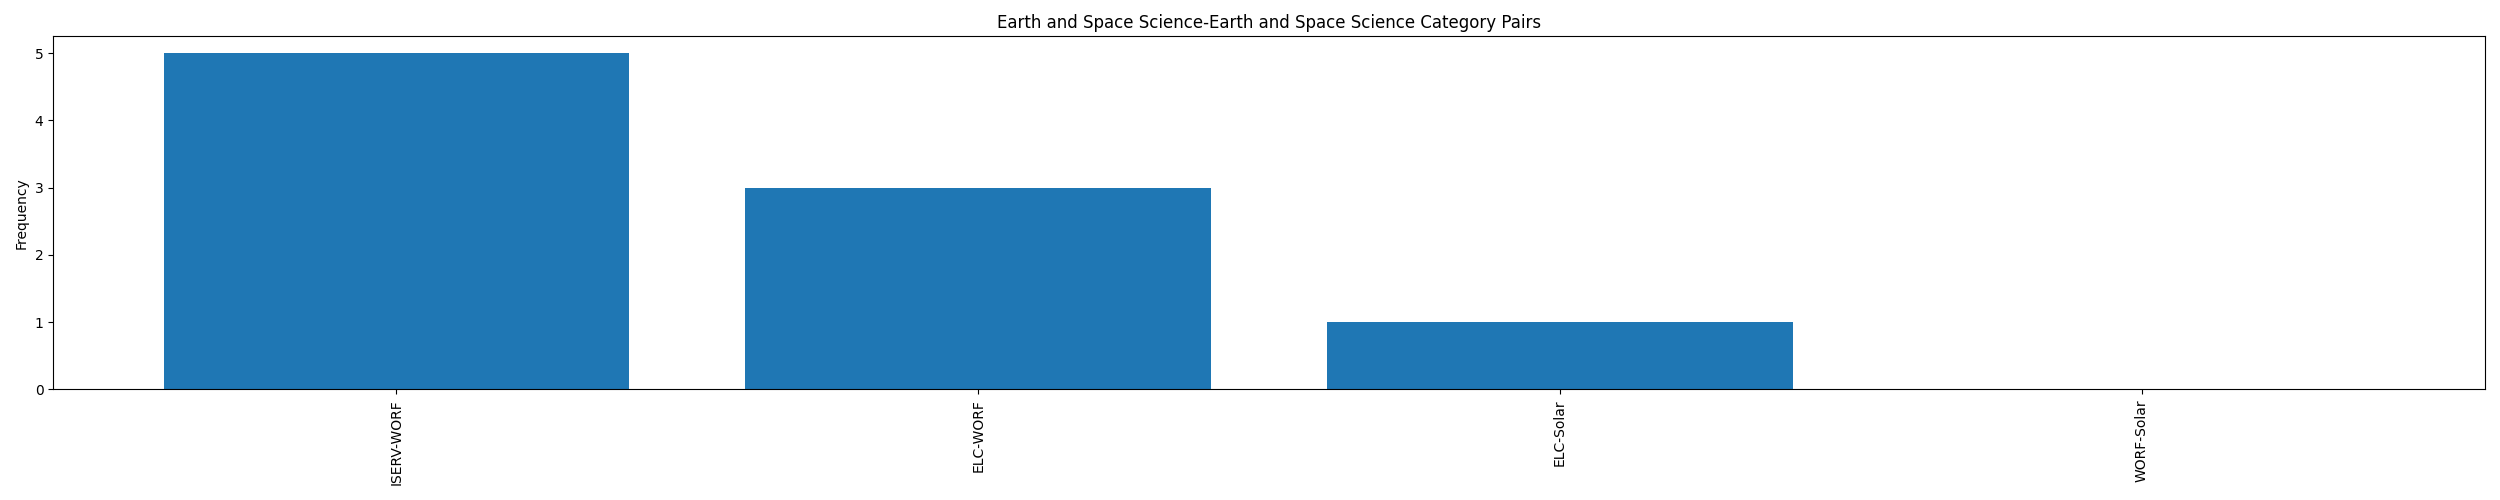 Earth and Space Science-Earth and Space Science Category Pairs
Frequency
5
4
3
2
1
0
ISERV-WORF
ELC-WORF
ELC-Solar
WORF-Solar